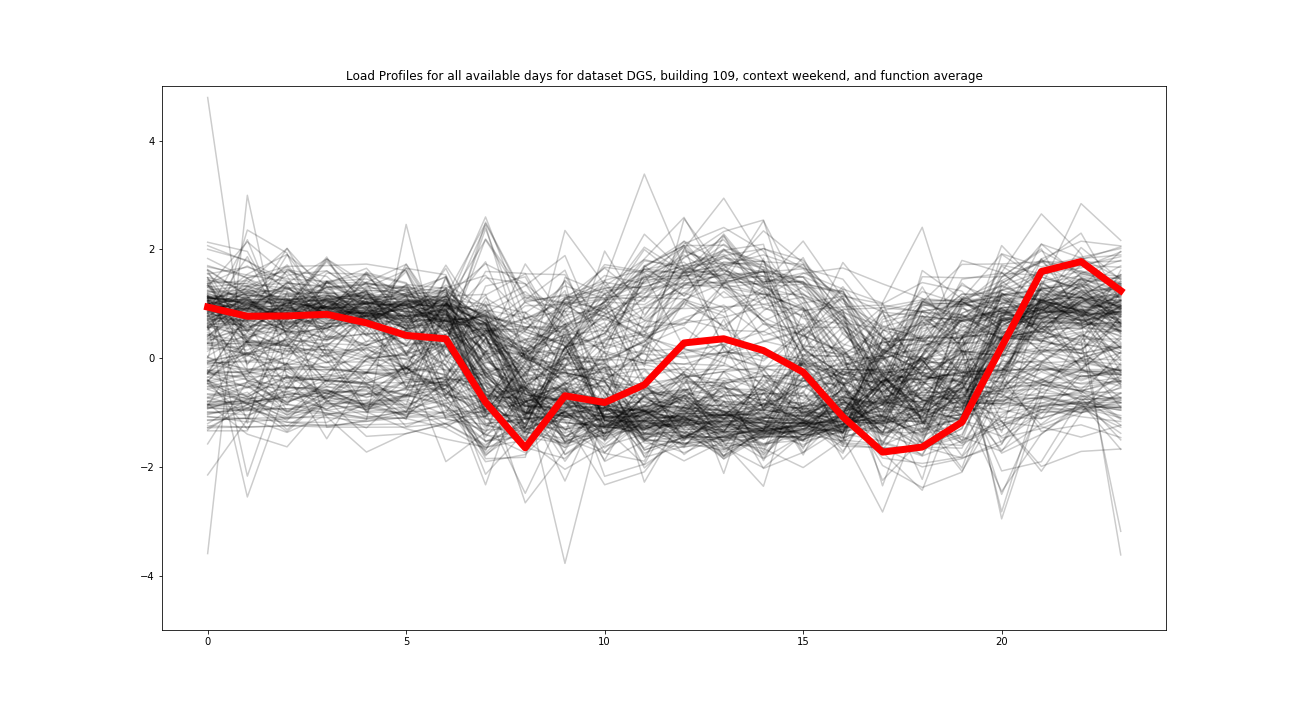 Load Profiles for all available days for dataset DGS, building 109, context weekend, and function average
4
2
0
−2
−4
0 5 10 15 20